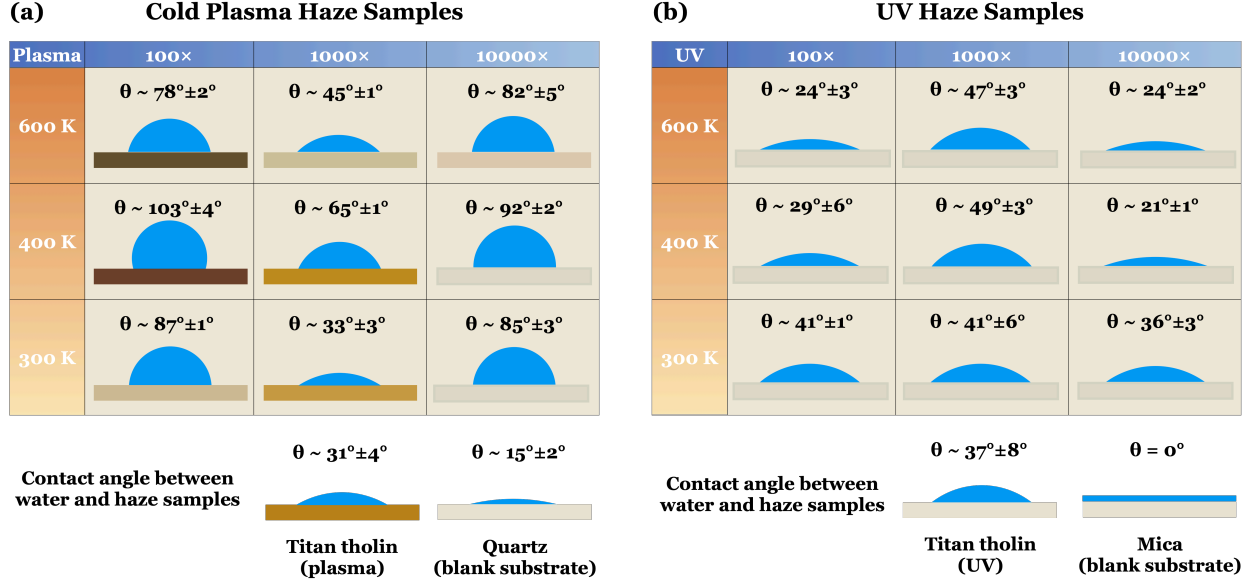 (a) Cold Plasma Haze Samples
Plasma 100× 1000× 10000×
600 K θ ~ 78°±2° θ ~ 45°±1° θ ~ 82°±5°
400 K θ ~ 103°±4° θ ~ 65°±1° θ ~ 92°±2°
300 K θ ~ 87°±1° θ ~ 33°±3° θ ~ 85°±3°
Contact angle between
water and haze samples
θ ~ 31°±4° θ ~ 15°±2°
Titan tholin
(plasma)
Quartz
(blank substrate)
(b) UV Haze Samples
UV 100× 1000× 10000×
600 K θ ~ 24°±3° θ ~ 47°±3° θ ~ 24°±2°
400 K θ ~ 29°±6° θ ~ 49°±3° θ ~ 21°±1°
300 K θ ~ 41°±1° θ ~ 41°±6° θ ~ 36°±3°
Contact angle between
water and haze samples
θ ~ 37°±8° θ = 0°
Titan tholin
(UV)
Mica
(blank substrate)